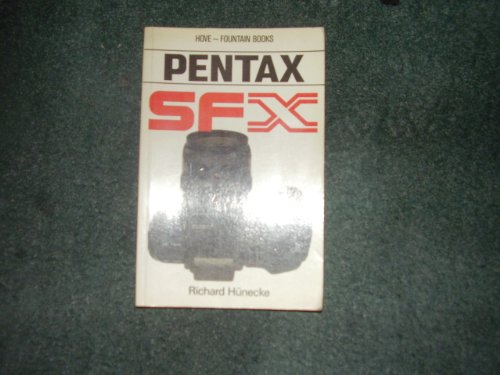 HOVE – FOUNTAIN BOOKS
PENTAX
SFX
Richard Hünecke